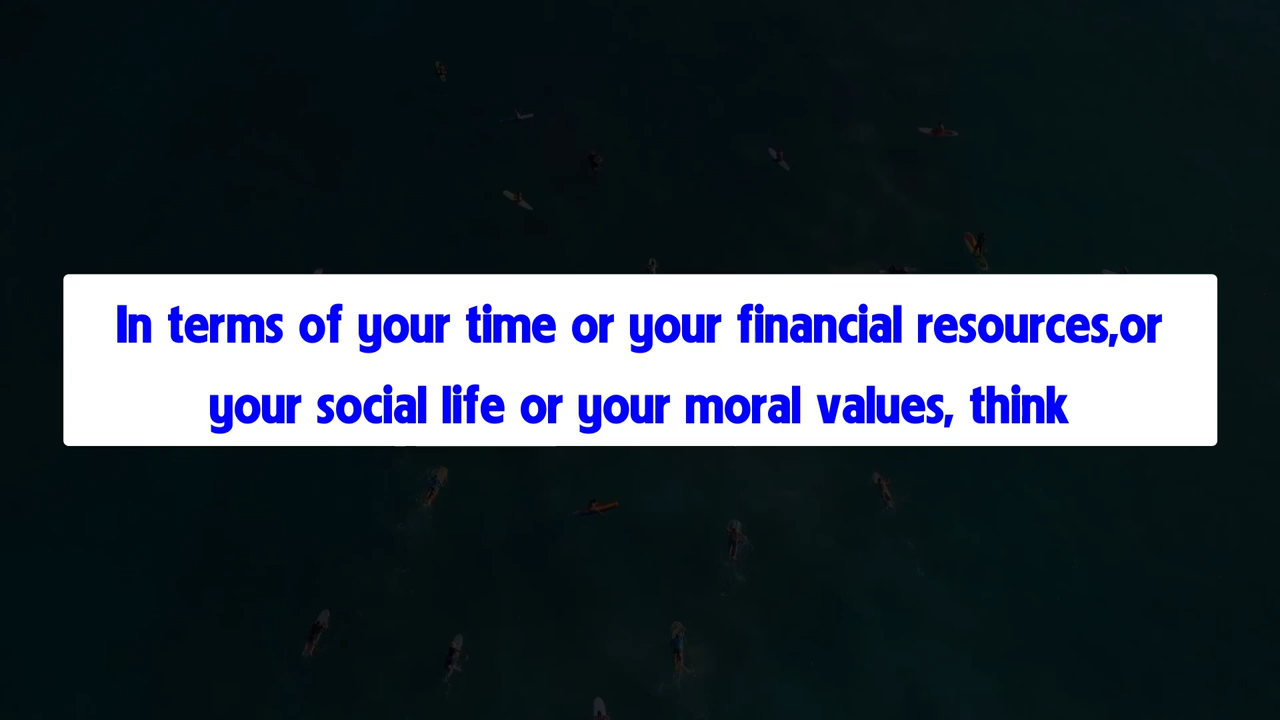 In terms of your time or your financial resources,or
your social life or your moral values, think